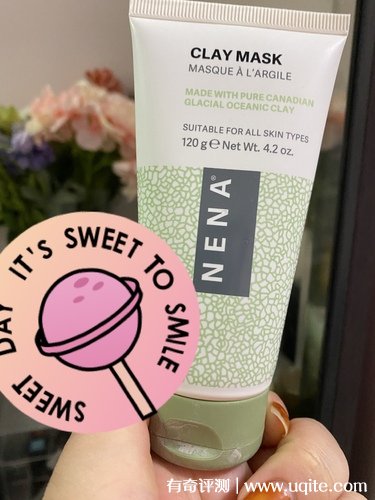 CLAY MASK
MASQUE À L'ARGILE
MADE WITH PURE CANADIAN
GLACIAL OCEANIC CLAY
SUITABLE FOR ALL SKIN TYPES
120 g ℮ Net Wt. 4.2 oz.
NENA®
IT'S SWEET TO SMILE
SWEET DAY
有奇评测 | www.uqite.com